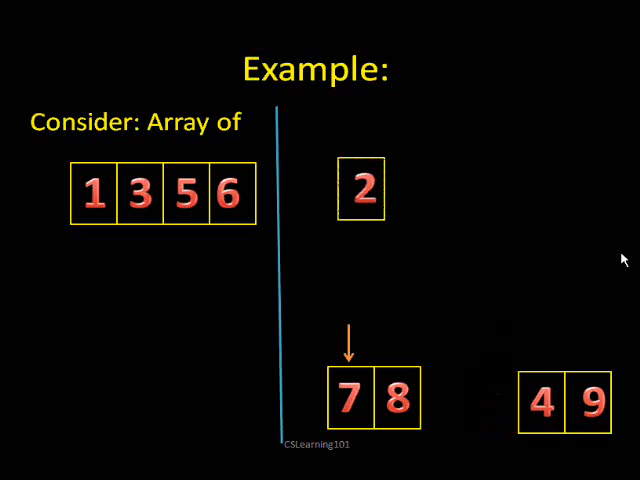 Example:
Consider: Array of
1 3 5 6
2
7 8
4 9
CSLearning101